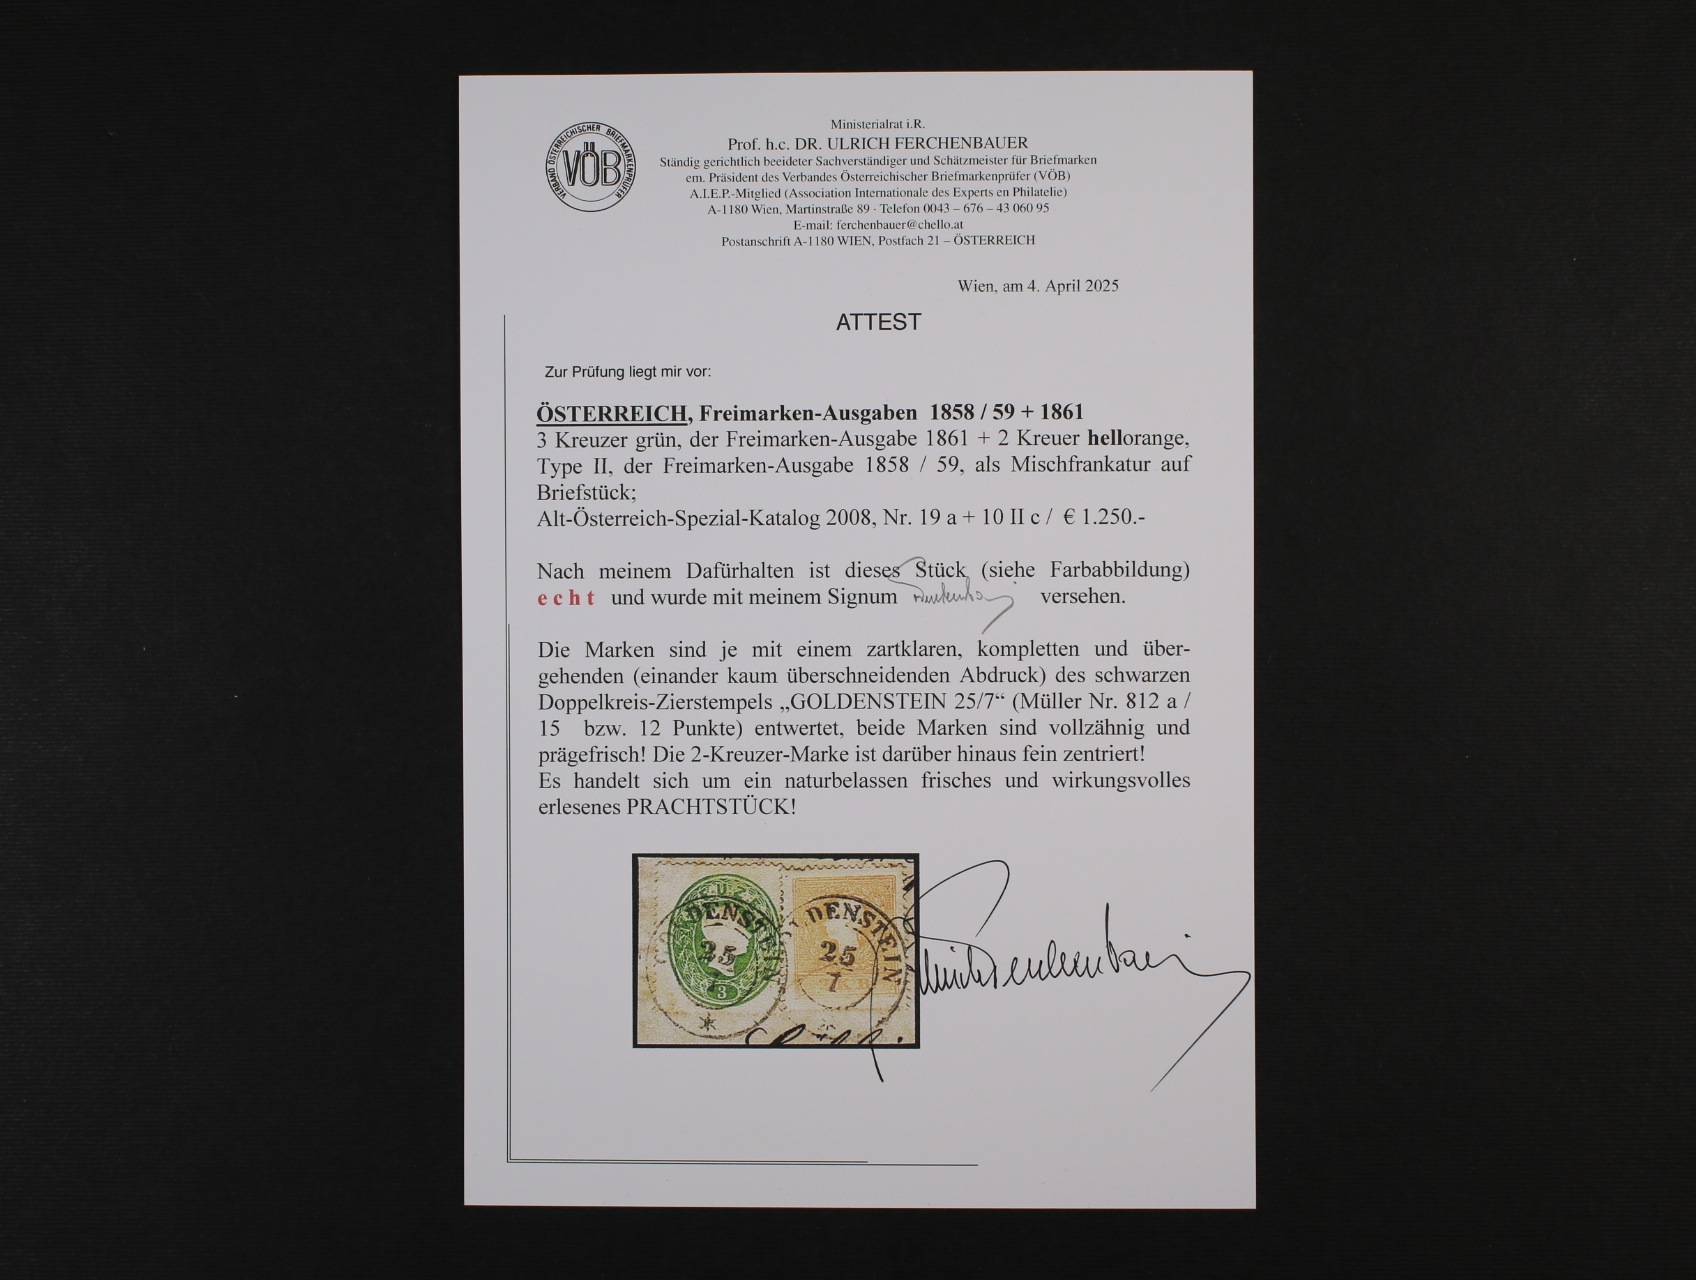 VERBAND ÖSTERREICHISCHER BRIEFMARKENPRÜFER
VÖB
Ministerialrat i.R.
Prof. h.c. DR. ULRICH FERCHENBAUER
Ständig gerichtlich beeideter Sachverständiger und Schätzmeister für Briefmarken
em. Präsident des Verbandes Österreichischer Briefmarkenprüfer (VÖB)
A.I.E.P.-Mitglied (Association Internationale des Experts en Philatelie)
A-1180 Wien, Martinstraße 89 · Telefon 0043 – 676 – 43 060 95
E-mail: ferchenbauer@chello.at
Postanschrift A-1180 WIEN, Postfach 21 – ÖSTERREICH
Wien, am 4. April 2025
ATTEST
Zur Prüfung liegt mir vor:
ÖSTERREICH, Freimarken-Ausgaben 1858 / 59 + 1861
3 Kreuzer grün, der Freimarken-Ausgabe 1861 + 2 Kreuer hellorange,
Type II, der Freimarken-Ausgabe 1858 / 59, als Mischfrankatur auf
Briefstück;
Alt-Österreich-Spezial-Katalog 2008, Nr. 19 a + 10 II c / € 1.250.-
Nach meinem Dafürhalten ist dieses Stück (siehe Farbabbildung)
e c h t und wurde mit meinem Signum versehen.
Die Marken sind je mit einem zartklaren, kompletten und über-
gehenden (einander kaum überschneidenden Abdruck) des schwarzen
Doppelkreis-Zierstempels „GOLDENSTEIN 25/7“ (Müller Nr. 812 a /
15 bzw. 12 Punkte) entwertet, beide Marken sind vollzähnig und
prägefrisch! Die 2-Kreuzer-Marke ist darüber hinaus fein zentriert!
Es handelt sich um ein naturbelassen frisches und wirkungsvolles
erlesenes PRACHTSTÜCK!
GOLDENSTEIN
25
7
3
GOLDENSTEIN
25
7